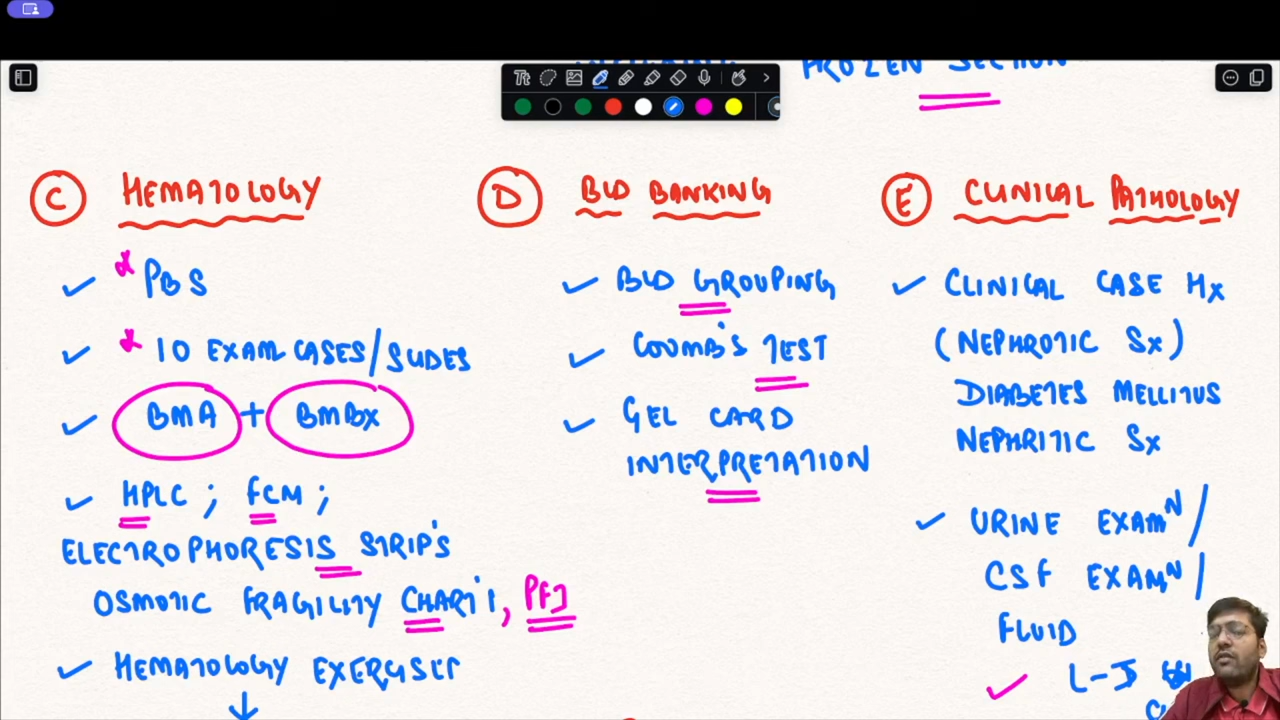 FROZEN SECTION
C HEMATOLOGY
* PBS
* 10 EXAM CASES/SLIDES
BMA + BMBx
HPLC ; FCM ;
ELECTROPHORESIS STRIP'S
OSMOTIC FRAGILITY CHART'S, PFT
HEMATOLOGY EXERCISES
D BLD BANKING
BLD GROUPING
COOMB'S TEST
GEL CARD
INTERPRETATION
E CLINICAL PATHOLOGY
CLINICAL CASE Hx
(NEPHROTIC Sx)
DIABETES MELLITUS
NEPHRITIC Sx
URINE EXAMN/
CSF EXAMN/
FLUID
L-J